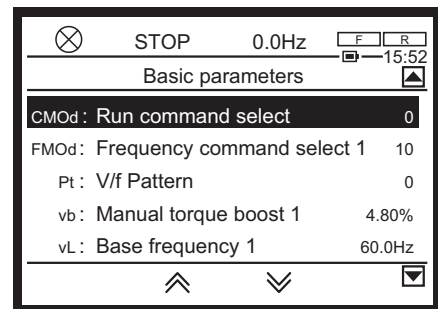 STOP 0.0Hz F R
15:52
Basic parameters
CMOd : Run command select 0
FMOd : Frequency command select 1 10
Pt : V/f Pattern 0
vb : Manual torque boost 1 4.80%
vL : Base frequency 1 60.0Hz